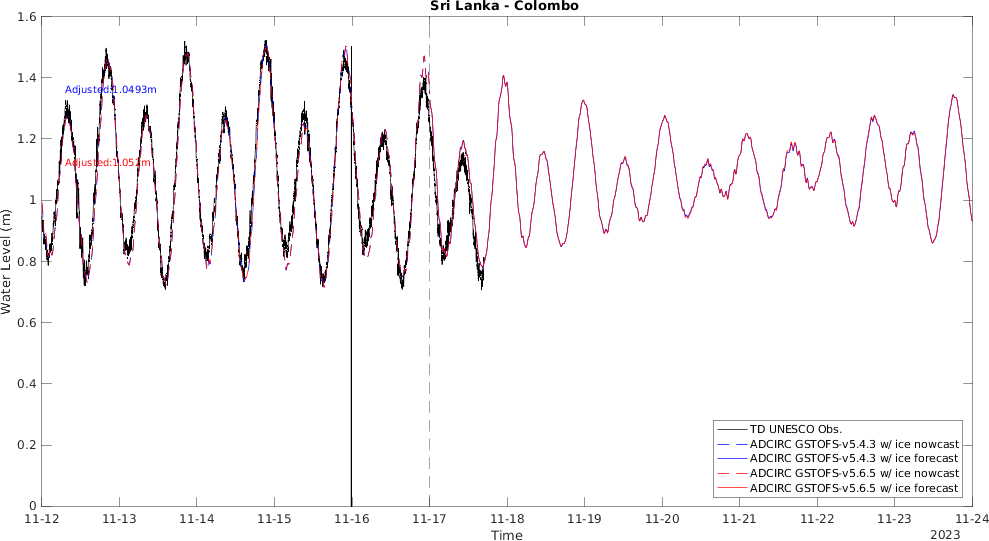 Sri Lanka - Colombo
1.6
1.4
1.2
1
0.8
0.6
0.4
0.2
0
Water Level (m)
Adjusted:1.0493m
Adjusted:1.052m
TD UNESCO Obs.
ADCIRC GSTOFS-v5.4.3 w/ ice nowcast
ADCIRC GSTOFS-v5.4.3 w/ ice forecast
ADCIRC GSTOFS-v5.6.5 w/ ice nowcast
ADCIRC GSTOFS-v5.6.5 w/ ice forecast
11-12 11-13 11-14 11-15 11-16 11-17 11-18 11-19 11-20 11-21 11-22 11-23 11-24
Time
2023